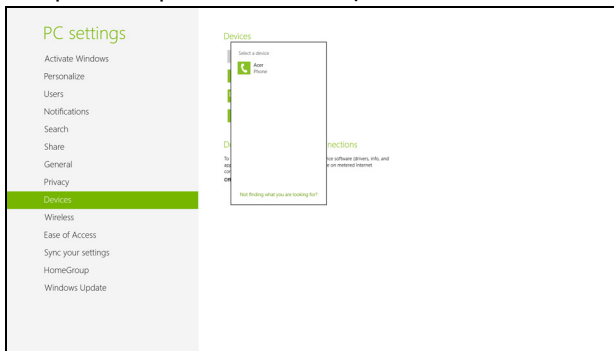 PC settings
Activate Windows
Personalize
Users
Notifications
Search
Share
General
Privacy
Devices
Wireless
Ease of Access
Sync your settings
HomeGroup
Windows Update
Devices
Select a device
Acer
Phone
nections
software (drivers, info, and
on metered Internet
Not finding what you are looking for?